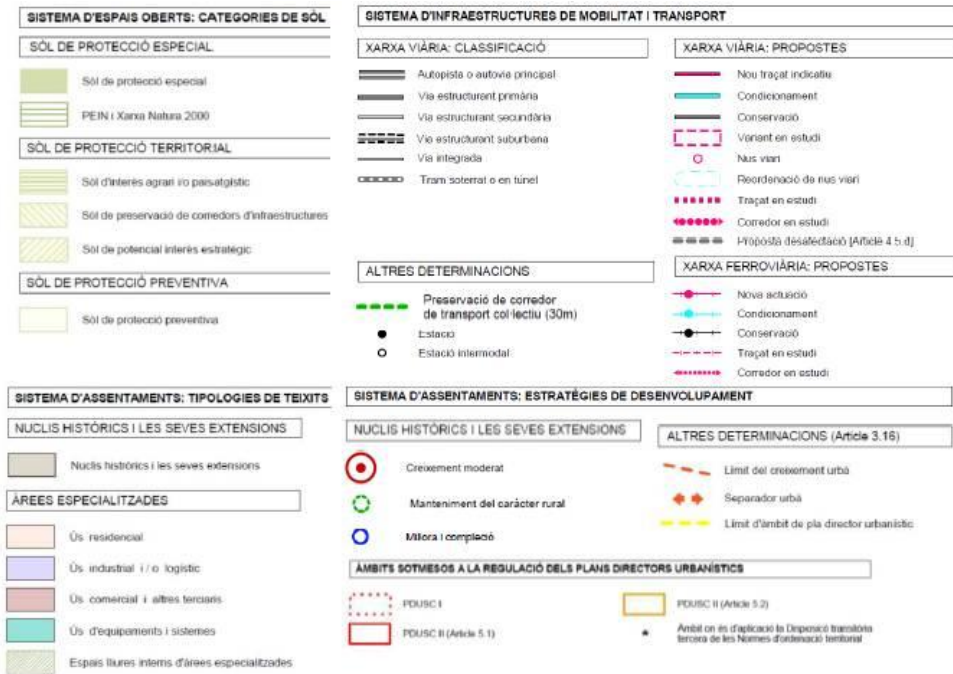 SISTEMA D'ESPAIS OBERTS: CATEGORIES DE SÒL
SÒL DE PROTECCIÓ ESPECIAL
Sòl de protecció especial
PEIN i Xarxa Natura 2000
SÒL DE PROTECCIÓ TERRITORIAL
Sòl d'interès agrari i/o paisatgístic
Sòl de preservació de corredors d'infraestructures
Sòl de potencial interès estratègic
SÒL DE PROTECCIÓ PREVENTIVA
Sòl de protecció preventiva
SISTEMA D'INFRAESTRUCTURES DE MOBILITAT I TRANSPORT
XARXA VIÀRIA: CLASSIFICACIÓ
Autopista o autovia principal
Via estructurant primària
Via estructurant secundària
Via estructurant suburbana
Via integrada
Tram soterrat o en túnel
ALTRES DETERMINACIONS
Preservació de corredor
de transport col·lectiu (30m)
Estació
Estació intermodal
XARXA VIÀRIA: PROPOSTES
Nou traçat indicatiu
Condicionament
Conservació
Variant en estudi
Nus viari
Reordenació de nus viari
Traçat en estudi
Corredor en estudi
Proposta desafectació [Article 4.5.d]
XARXA FERROVIÀRIA: PROPOSTES
Nova actuació
Condicionament
Conservació
Traçat en estudi
Corredor en estudi
SISTEMA D'ASSENTAMENTS: TIPOLOGIES DE TEIXITS
NUCLIS HISTÒRICS I LES SEVES EXTENSIONS
Nuclis històrics i les seves extensions
ÀREES ESPECIALITZADES
Ús residencial
Ús industrial i / o logístic
Ús comercial i altres terciaris
Ús d'equipaments i sistemes
Espais lliures interns d'àrees especialitzades
SISTEMA D'ASSENTAMENTS: ESTRATÈGIES DE DESENVOLUPAMENT
NUCLIS HISTÒRICS I LES SEVES EXTENSIONS
Creixement moderat
Manteniment del caràcter rural
Millora i compleció
ALTRES DETERMINACIONS (Article 3.16)
Límit del creixement urbà
Separador urbà
Límit d'àmbit de pla director urbanístic
ÀMBITS SOTMESOS A LA REGULACIÓ DELS PLANS DIRECTORS URBANÍSTICS
PDUSC I
PDUSC II (Article 5.1)
PDUSC II (Article 5.2)
* Àmbit on és d'aplicació la Disposició transitòria
tercera de les Normes d'ordenació territorial